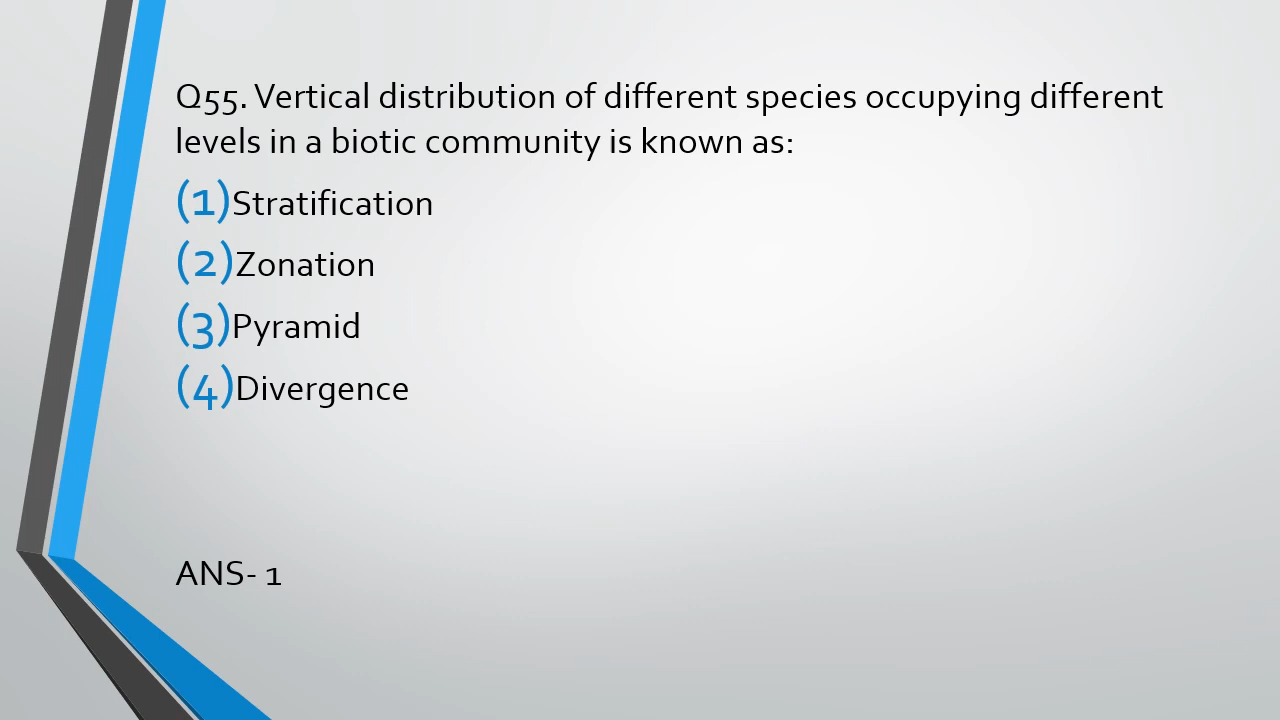 Q55. Vertical distribution of different species occupying different
levels in a biotic community is known as:
(1)Stratification
(2)Zonation
(3)Pyramid
(4)Divergence
ANS- 1